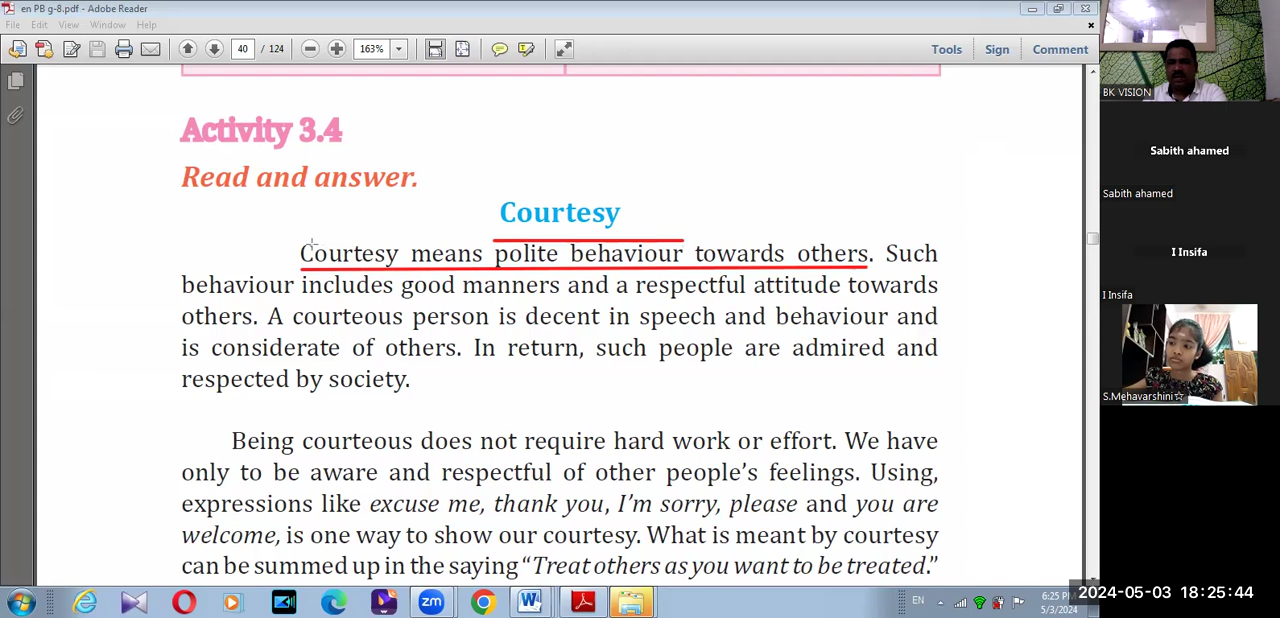 en PB g-8.pdf - Adobe Reader
File Edit View Window Help
40 / 124 163% Tools Sign Comment
Activity 3.4
Read and answer.
Courtesy
Courtesy means polite behaviour towards others. Such
behaviour includes good manners and a respectful attitude towards
others. A courteous person is decent in speech and behaviour and
is considerate of others. In return, such people are admired and
respected by society.
Being courteous does not require hard work or effort. We have
only to be aware and respectful of other people's feelings. Using,
expressions like excuse me, thank you, I'm sorry, please and you are
welcome, is one way to show our courtesy. What is meant by courtesy
can be summed up in the saying “Treat others as you want to be treated.”
BK VISION
Sabith ahamed
Sabith ahamed
I Insifa
I Insifa
S.Mehavarshini☆
zm
EN
6:25 PM
5/3/2024
2024-05-03 18:25:44